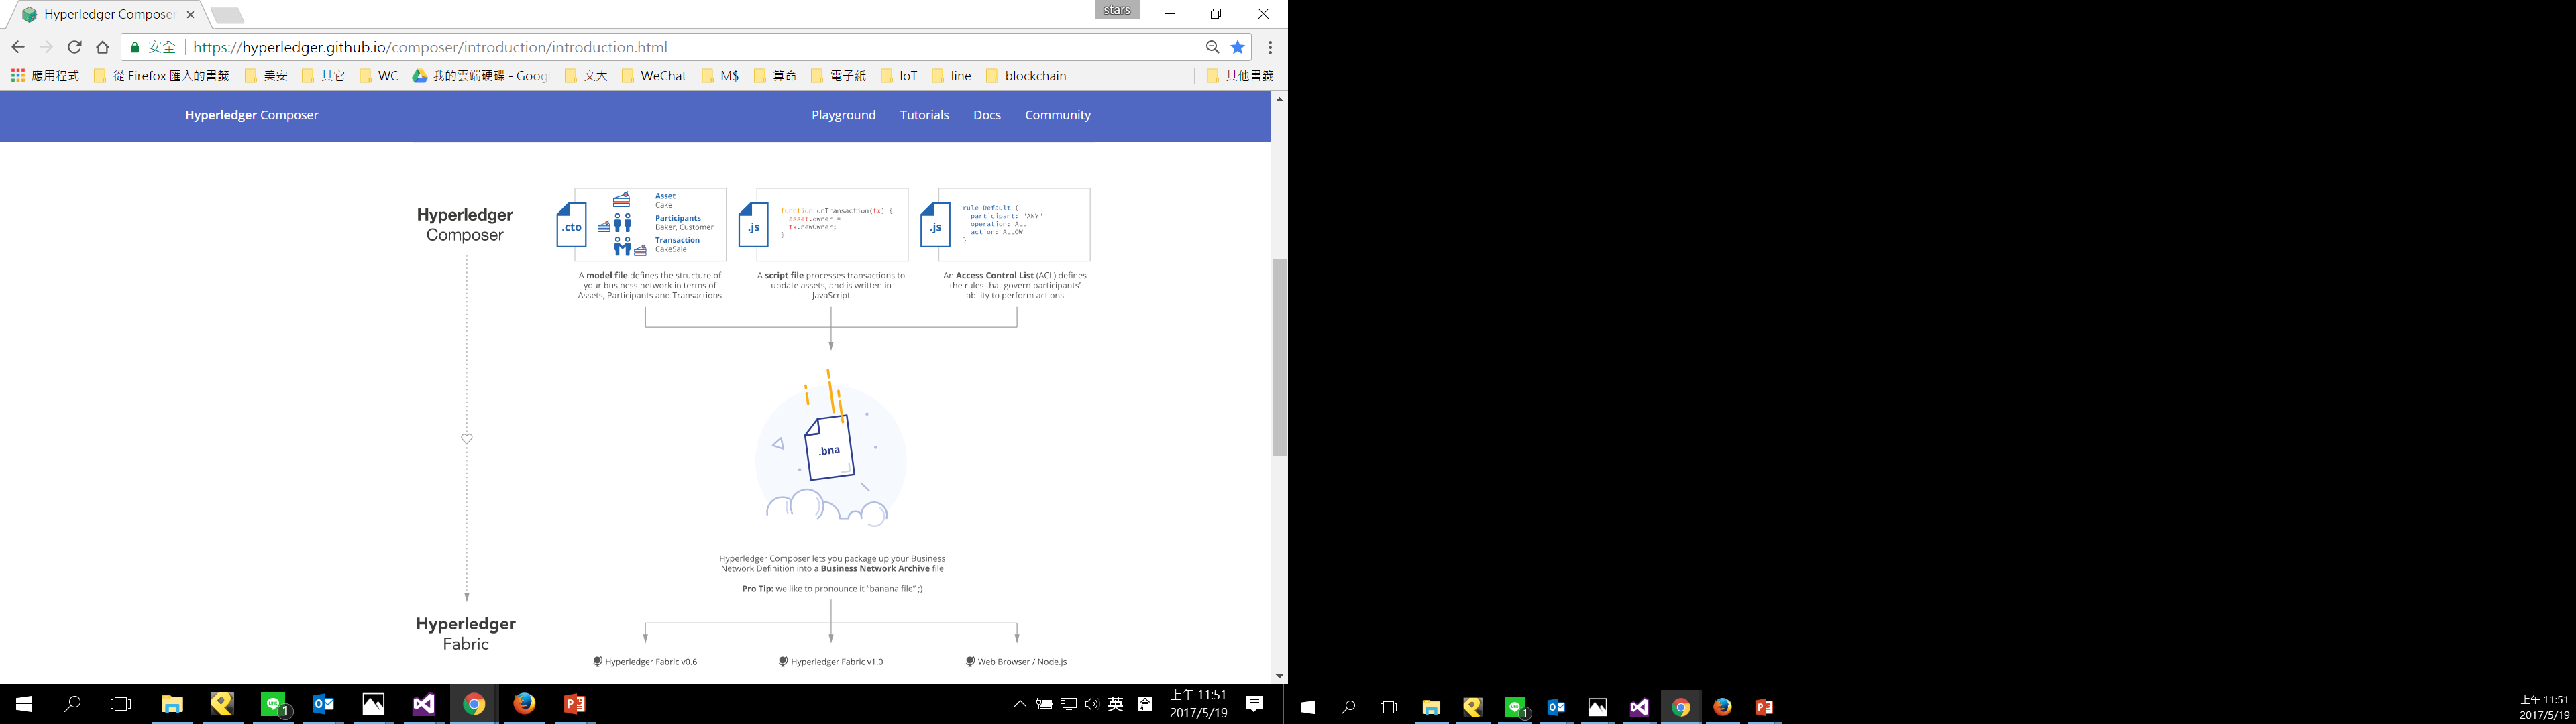 Hyperledger Composer
stars
安全
https://hyperledger.github.io/composer/introduction/introduction.html
應用程式
從 Firefox 匯入的書籤
美安
其它
WC
我的雲端硬碟 - Goog
文大
WeChat
M$
算命
電子紙
IoT
line
blockchain
其他書籤
Hyperledger Composer
Playground
Tutorials
Docs
Community
Hyperledger
Composer
.cto
Asset
Cake
Participants
Baker, Customer
Transaction
CakeSale
A model file defines the structure of
your business network in terms of
Assets, Participants and Transactions
.js
function onTransaction(tx) {
asset.owner =
tx.newOwner;
}
A script file processes transactions to
update assets, and is written in
JavaScript
.js
rule Default {
participant: "ANY"
operation: ALL
action: ALLOW
}
An Access Control List (ACL) defines
the rules that govern participants'
ability to perform actions
.bna
Hyperledger Composer lets you package up your Business
Network Definition into a Business Network Archive file
Pro Tip: we like to pronounce it "banana file" ;)
Hyperledger
Fabric
Hyperledger Fabric v0.6
Hyperledger Fabric v1.0
Web Browser / Node.js
1
英
倉
上午 11:51
2017/5/19
1
上午 11:51
2017/5/19